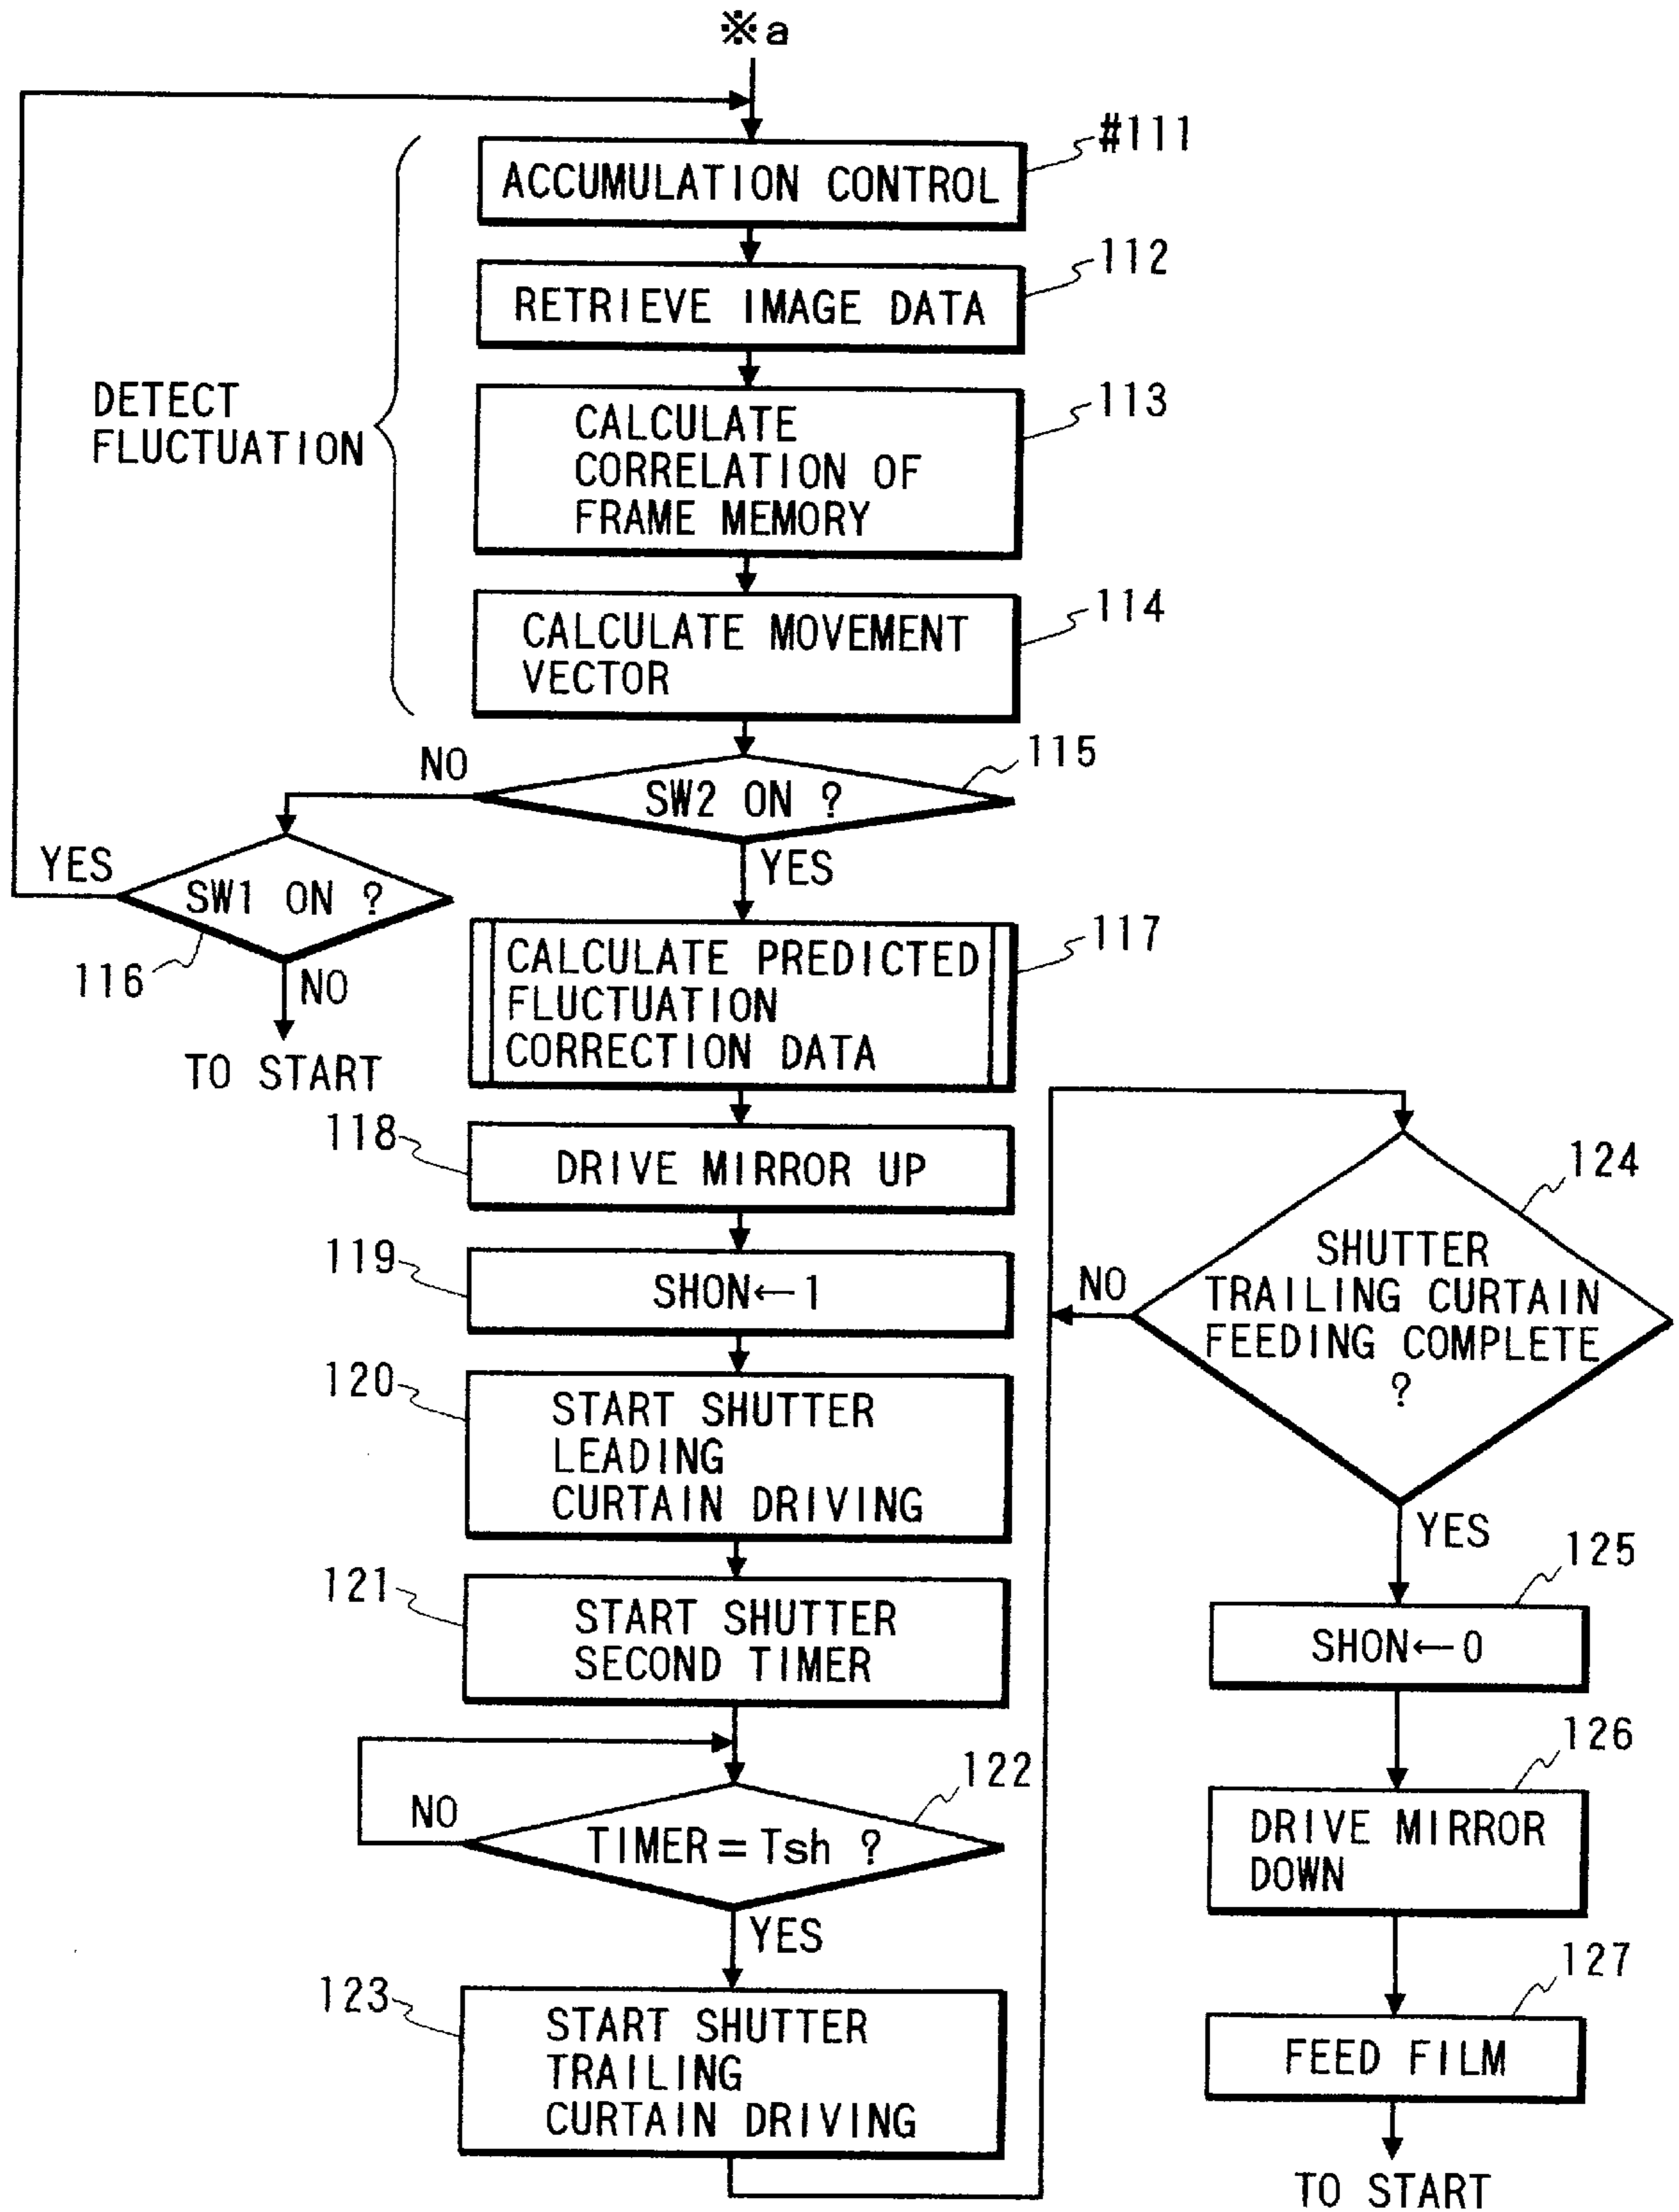 ※a
#111
ACCUMULATION CONTROL
112
RETRIEVE IMAGE DATA
113
CALCULATE
CORRELATION OF
FRAME MEMORY
DETECT
FLUCTUATION
114
CALCULATE MOVEMENT
VECTOR
115
NO
SW2 ON ?
YES
YES
SW1 ON ?
116
NO
TO START
117
CALCULATE PREDICTED
FLUCTUATION
CORRECTION DATA
118
DRIVE MIRROR UP
119
SHON←1
120
START SHUTTER
LEADING
CURTAIN DRIVING
121
START SHUTTER
SECOND TIMER
122
NO
TIMER=Tsh ?
YES
123
START SHUTTER
TRAILING
CURTAIN DRIVING
124
NO
SHUTTER
TRAILING CURTAIN
FEEDING COMPLETE
?
YES
125
SHON←0
126
DRIVE MIRROR
DOWN
127
FEED FILM
TO START